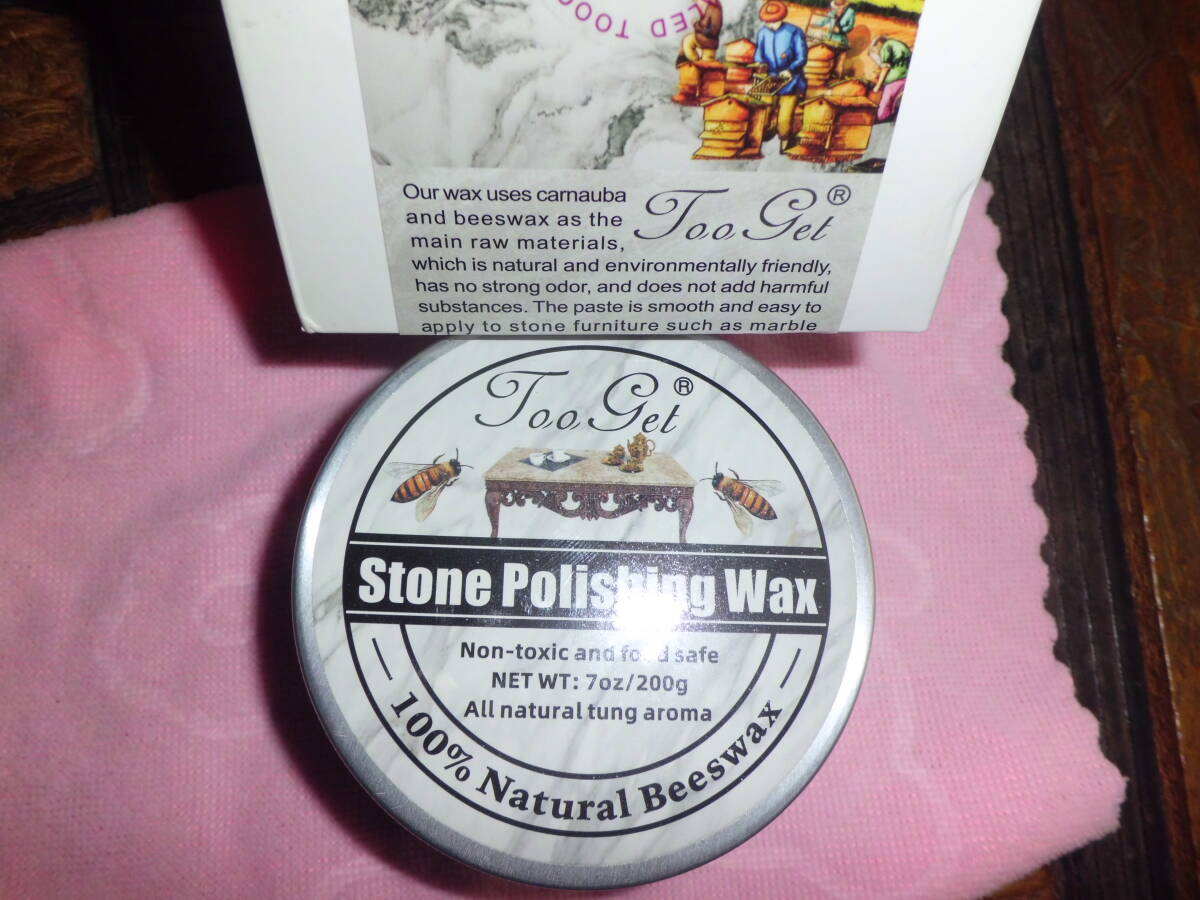 LED TOOG
Our wax uses carnauba
and beeswax as the
main raw materials,
TooGet®
which is natural and environmentally friendly,
has no strong odor, and does not add harmful
substances. The paste is smooth and easy to
apply to stone furniture such as marble
TooGet®
Stone Polishing Wax
Non-toxic and food safe
NET WT: 7oz/200g
All natural tung aroma
100% Natural Beeswax